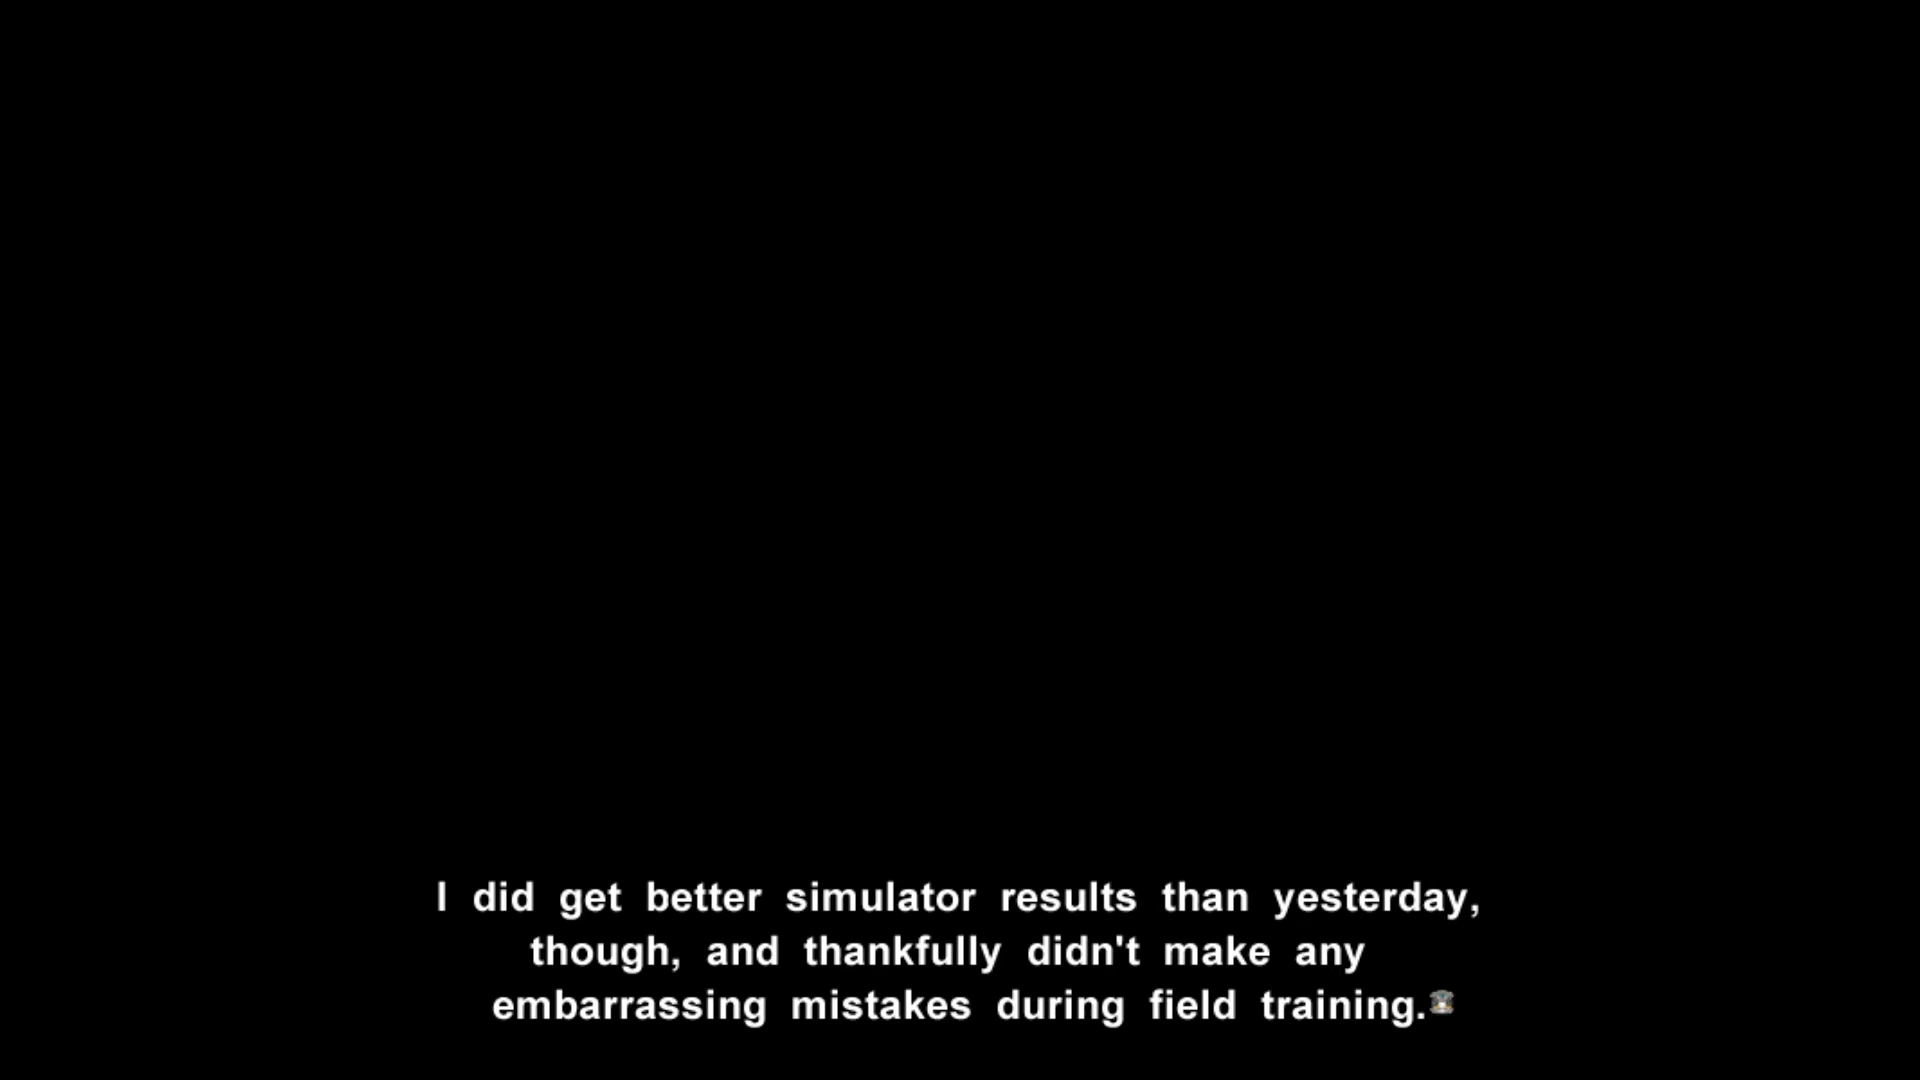 I did get better simulator results than yesterday,
though, and thankfully didn't make any
embarrassing mistakes during field training.